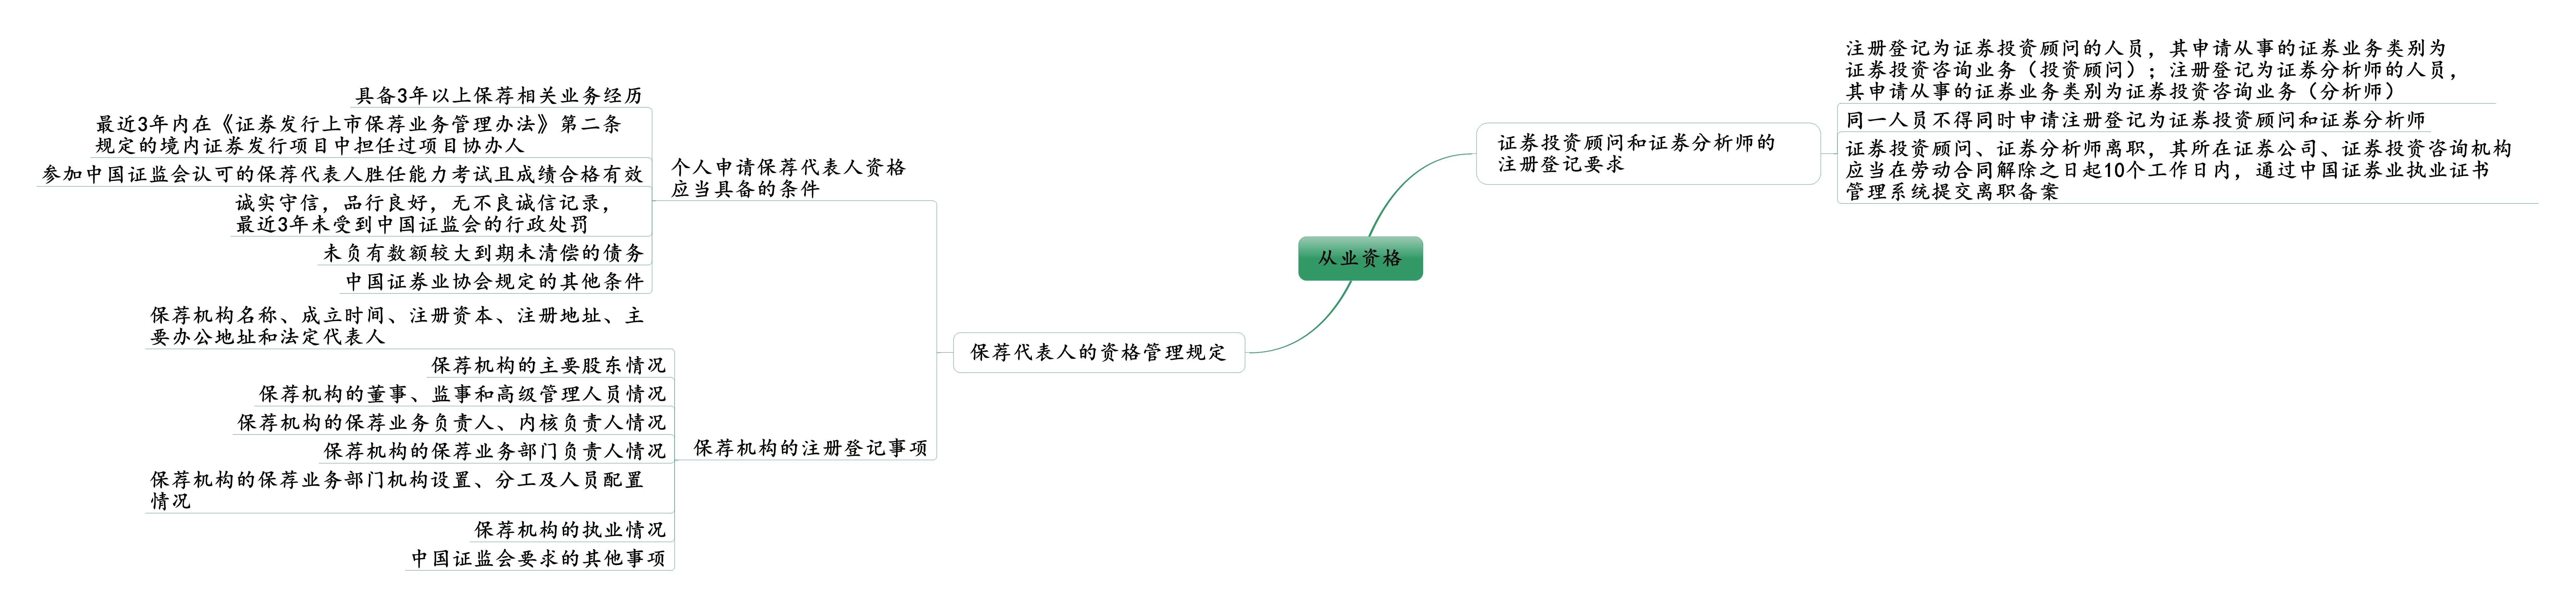 从业资格
证券投资顾问和证券分析师的
注册登记要求
注册登记为证券投资顾问的人员，其申请从事的证券业务类别为
证券投资咨询业务（投资顾问）；注册登记为证券分析师的人员，
其申请从事的证券业务类别为证券投资咨询业务（分析师）
同一人员不得同时申请注册登记为证券投资顾问和证券分析师
证券投资顾问、证券分析师离职，其所在证券公司、证券投资咨询机构
应当在劳动合同解除之日起10个工作日内，通过中国证券业执业证书
管理系统提交离职备案
保荐代表人的资格管理规定
个人申请保荐代表人资格
应当具备的条件
具备3年以上保荐相关业务经历
最近3年内在《证券发行上市保荐业务管理办法》第二条
规定的境内证券发行项目中担任过项目协办人
参加中国证监会认可的保荐代表人胜任能力考试且成绩合格有效
诚实守信，品行良好，无不良诚信记录，
最近3年未受到中国证监会的行政处罚
未负有数额较大到期未清偿的债务
中国证券业协会规定的其他条件
保荐机构的注册登记事项
保荐机构名称、成立时间、注册资本、注册地址、主
要办公地址和法定代表人
保荐机构的主要股东情况
保荐机构的董事、监事和高级管理人员情况
保荐机构的保荐业务负责人、内核负责人情况
保荐机构的保荐业务部门负责人情况
保荐机构的保荐业务部门机构设置、分工及人员配置
情况
保荐机构的执业情况
中国证监会要求的其他事项